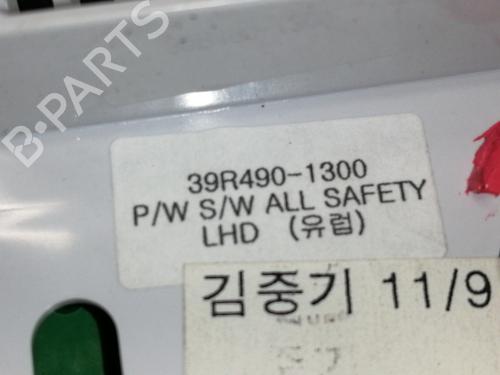 B-PARTS
39R490-1300
P/W S/W ALL SAFETY
LHD (유럽)
김중기 11/9